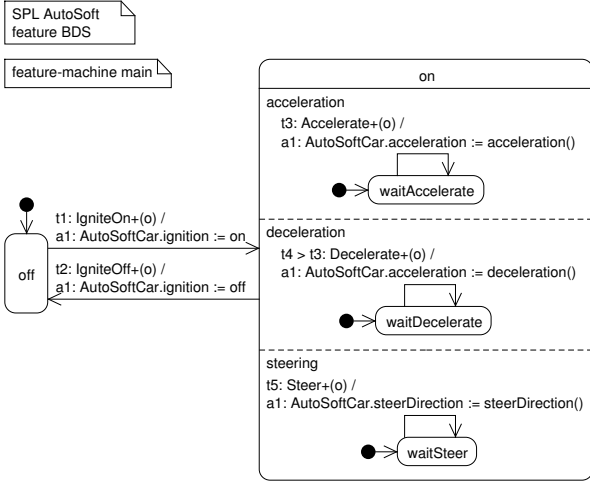 SPL AutoSoft
feature BDS
feature-machine main
on
acceleration
t3: Accelerate+(o) /
a1: AutoSoftCar.acceleration := acceleration()
waitAccelerate
t1: IgniteOn+(o) /
a1: AutoSoftCar.ignition := on
off
t2: IgniteOff+(o) /
a1: AutoSoftCar.ignition := off
deceleration
t4 > t3: Decelerate+(o) /
a1: AutoSoftCar.acceleration := deceleration()
waitDecelerate
steering
t5: Steer+(o) /
a1: AutoSoftCar.steerDirection := steerDirection()
waitSteer